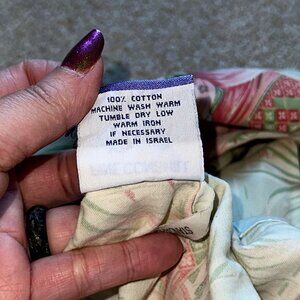 100% COTTON
MACHINE WASH WARM
TUMBLE DRY LOW
WARM IRON
IF NECESSARY
MADE IN ISRAEL